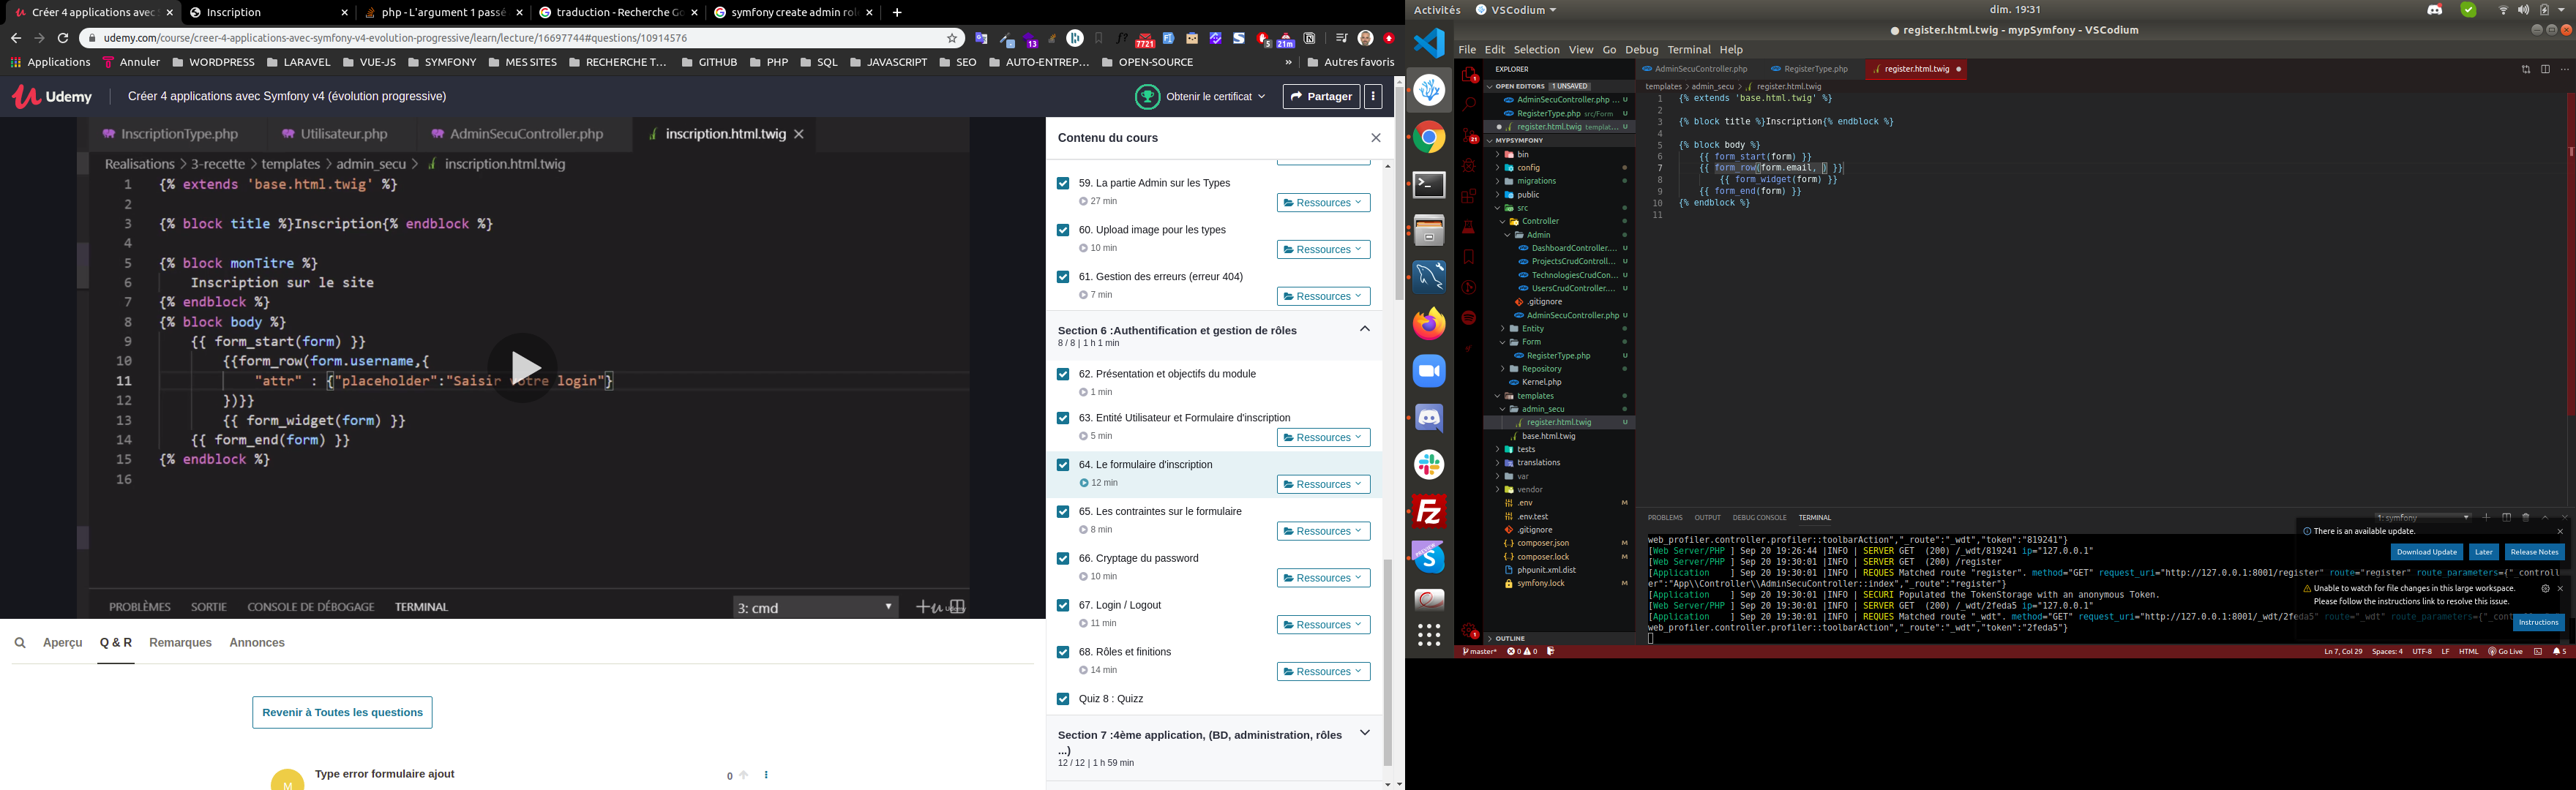 Créer 4 applications avec S
Inscription
php - L'argument 1 passé
traduction - Recherche Go
symfony create admin rol
udemy.com/course/creer-4-applications-avec-symfony-v4-evolution-progressive/learn/lecture/16697744#questions/10914576
13
7721
5
21m
Applications
Annuler
WORDPRESS
LARAVEL
VUE-JS
SYMFONY
MES SITES
RECHERCHE T…
GITHUB
PHP
SQL
JAVASCRIPT
SEO
AUTO-ENTREP…
OPEN-SOURCE
»
Autres favoris
Udemy
Créer 4 applications avec Symfony v4 (évolution progressive)
Obtenir le certificat
Partager
InscriptionType.php
Utilisateur.php
AdminSecuController.php
inscription.html.twig
Realisations > 3-recette > templates > admin_secu > inscription.html.twig
1 {% extends 'base.html.twig' %}
2
3 {% block title %}Inscription{% endblock %}
4
5 {% block monTitre %}
6 Inscription sur le site
7 {% endblock %}
8 {% block body %}
9 {{ form_start(form) }}
10 {{form_row(form.username,{
11 "attr" : {"placeholder":"Saisir votre login"}
12 })}}
13 {{ form_widget(form) }}
14 {{ form_end(form) }}
15 {% endblock %}
16
PROBLÈMES
SORTIE
CONSOLE DE DÉBOGAGE
TERMINAL
3: cmd
Contenu du cours
59. La partie Admin sur les Types
27 min
Ressources
60. Upload image pour les types
10 min
Ressources
61. Gestion des erreurs (erreur 404)
7 min
Ressources
Section 6 :Authentification et gestion de rôles
8 / 8 | 1 h 1 min
62. Présentation et objectifs du module
1 min
63. Entité Utilisateur et Formulaire d'inscription
5 min
Ressources
64. Le formulaire d'inscription
12 min
Ressources
65. Les contraintes sur le formulaire
8 min
Ressources
66. Cryptage du password
10 min
Ressources
67. Login / Logout
11 min
Ressources
68. Rôles et finitions
14 min
Ressources
Quiz 8 : Quizz
Section 7 :4ème application, (BD, administration, rôles
...)
12 / 12 | 1 h 59 min
Aperçu
Q & R
Remarques
Annonces
Revenir à Toutes les questions
M
Type error formulaire ajout
0
Activités
VSCodium
dim. 19:31
● register.html.twig - mypSymfony - VSCodium
File Edit Selection View Go Debug Terminal Help
EXPLORER
OPEN EDITORS 1 UNSAVED
AdminSecuController.php ... U
RegisterType.php src/Form U
● register.html.twig templat... U
MYPSYMFONY
bin
config
migrations
public
src
Controller
Admin
DashboardController.... U
ProjectsCrudControll... U
TechnologiesCrudCon... U
UsersCrudController.... U
.gitignore
AdminSecuController.php U
Entity
Form
RegisterType.php U
Repository
Kernel.php
templates
admin_secu
register.html.twig U
base.html.twig
tests
translations
var
vendor
.env M
.env.test
.gitignore
composer.json M
composer.lock M
phpunit.xml.dist
symfony.lock M
OUTLINE
AdminSecuController.php
RegisterType.php
register.html.twig ●
templates > admin_secu > register.html.twig
1 {% extends 'base.html.twig' %}
2
3 {% block title %}Inscription{% endblock %}
4
5 {% block body %}
6 {{ form_start(form) }}
7 {{ form_row(form.email, ) }}
8 {{ form_widget(form) }}
9 {{ form_end(form) }}
10 {% endblock %}
11
PROBLEMS OUTPUT DEBUG CONSOLE TERMINAL
1: symfony
web_profiler.controller.profiler::toolbarAction","_route":"_wdt","token":"819241"}
[Web Server/PHP ] Sep 20 19:26:44 |INFO | SERVER GET (200) /_wdt/819241 ip="127.0.0.1"
[Web Server/PHP ] Sep 20 19:30:01 |INFO | SERVER GET (200) /register
[Application ] Sep 20 19:30:01 |INFO | REQUES Matched route "register". method="GET" request_uri="http://127.0.0.1:8001/register" route="register" route_parameters={"_controll
er":"App\\Controller\\AdminSecuController::index","_route":"register"}
[Application ] Sep 20 19:30:01 |INFO | SECURI Populated the TokenStorage with an anonymous Token.
[Web Server/PHP ] Sep 20 19:30:01 |INFO | SERVER GET (200) /_wdt/2feda5 ip="127.0.0.1"
[Application ] Sep 20 19:30:01 |INFO | REQUES Matched route "_wdt". method="GET" request_uri="http://127.0.0.1:8001/_wdt/2feda5" route="_wdt" route_parameters={"_cont
web_profiler.controller.profiler::toolbarAction","_route":"_wdt","token":"2feda5"}
There is an available update.
Download Update
Later
Release Notes
Unable to watch for file changes in this large workspace.
Please follow the instructions link to resolve this issue.
Instructions
master*
0
0
Ln 7, Col 29
Spaces: 4
UTF-8
LF
HTML
Go Live
5